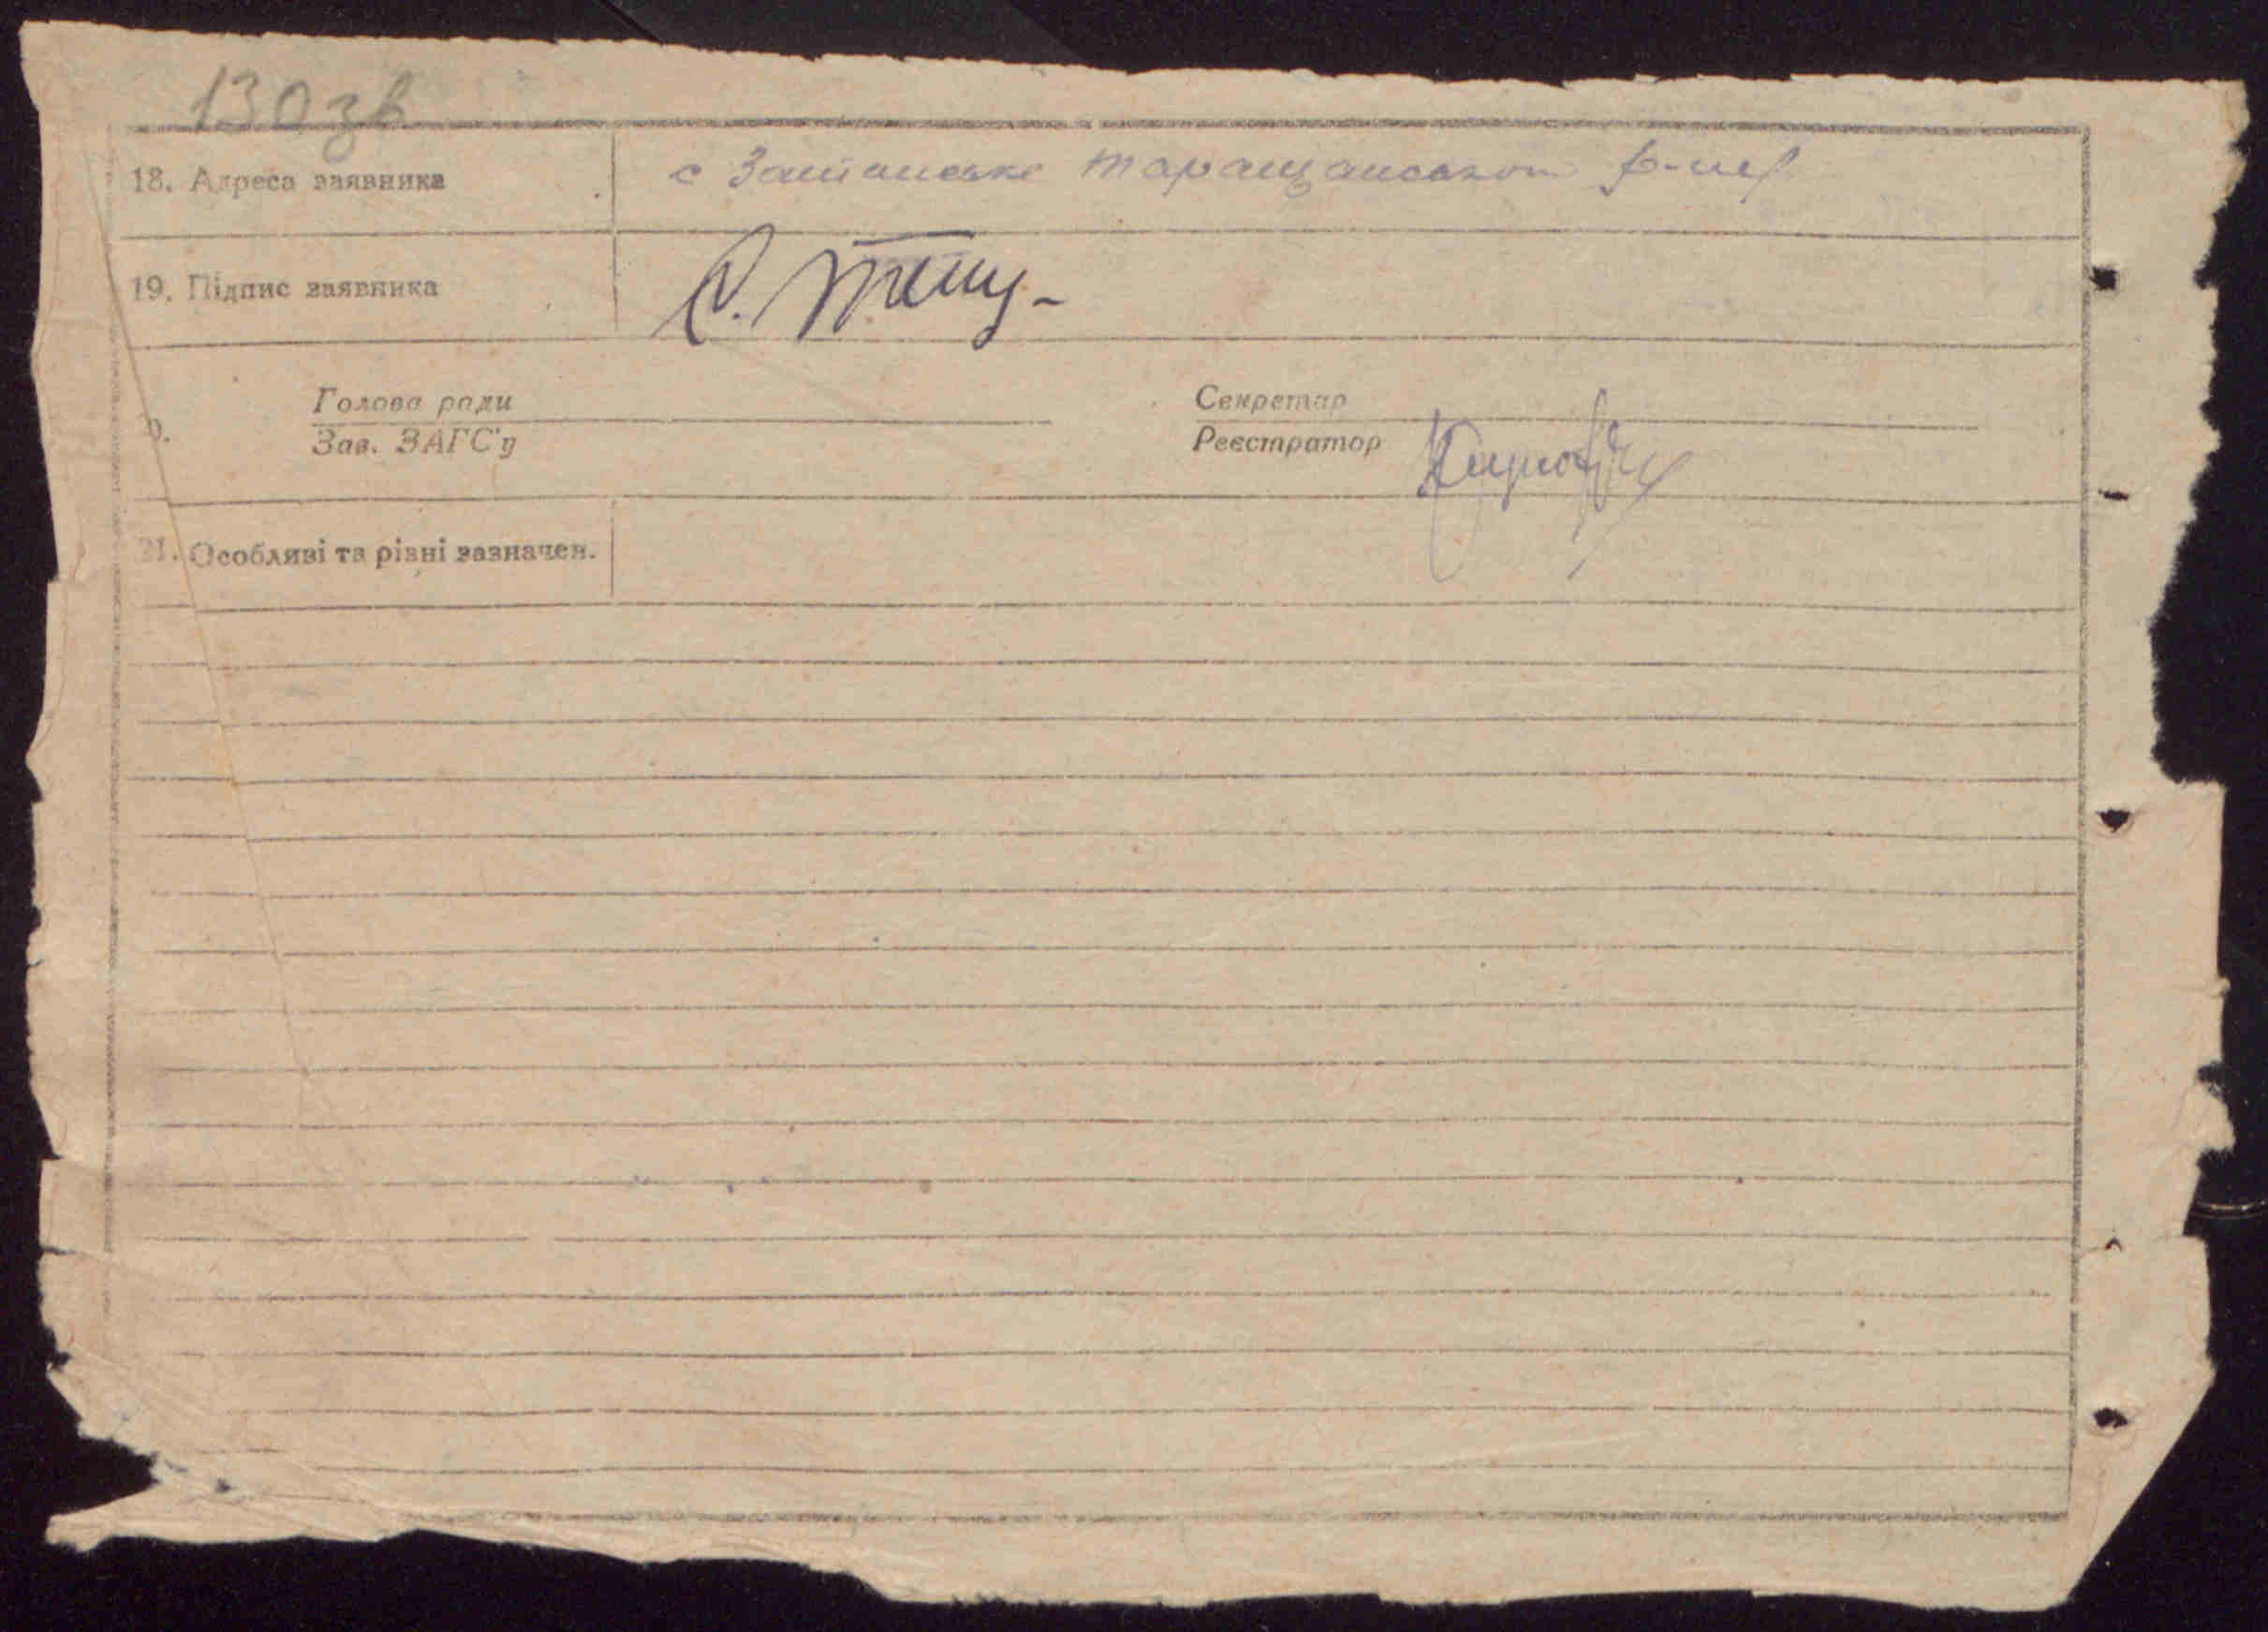 130зв
18. Адреса заявника
с Таращанського р-ну
19. Підпис заявника
Голова ради
Зав. ЗАГС'у
Секретар
Реєстратор
21. Особливі та різні зазначен.